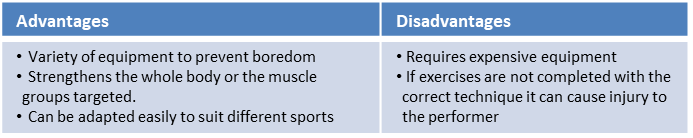 Advantages
Disadvantages
• Variety of equipment to prevent boredom
• Strengthens the whole body or the muscle
groups targeted.
• Can be adapted easily to suit different sports
• Requires expensive equipment
• If exercises are not completed with the
correct technique it can cause injury to
the performer